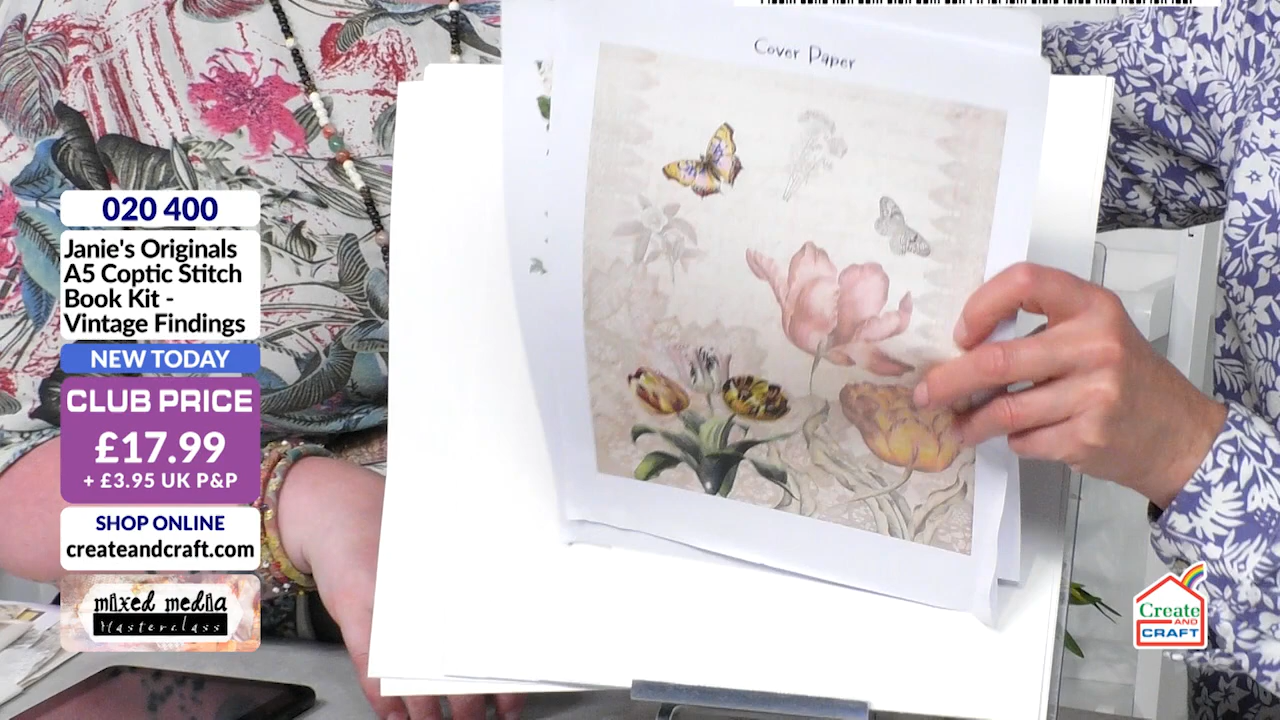 Cover Paper
020 400
Janie's Originals
A5 Coptic Stitch
Book Kit -
Vintage Findings
NEW TODAY
CLUB PRICE
£17.99
+ £3.95 UK P&P
SHOP ONLINE
createandcraft.com
mixed media
Masterclass
Create
AND
CRAFT